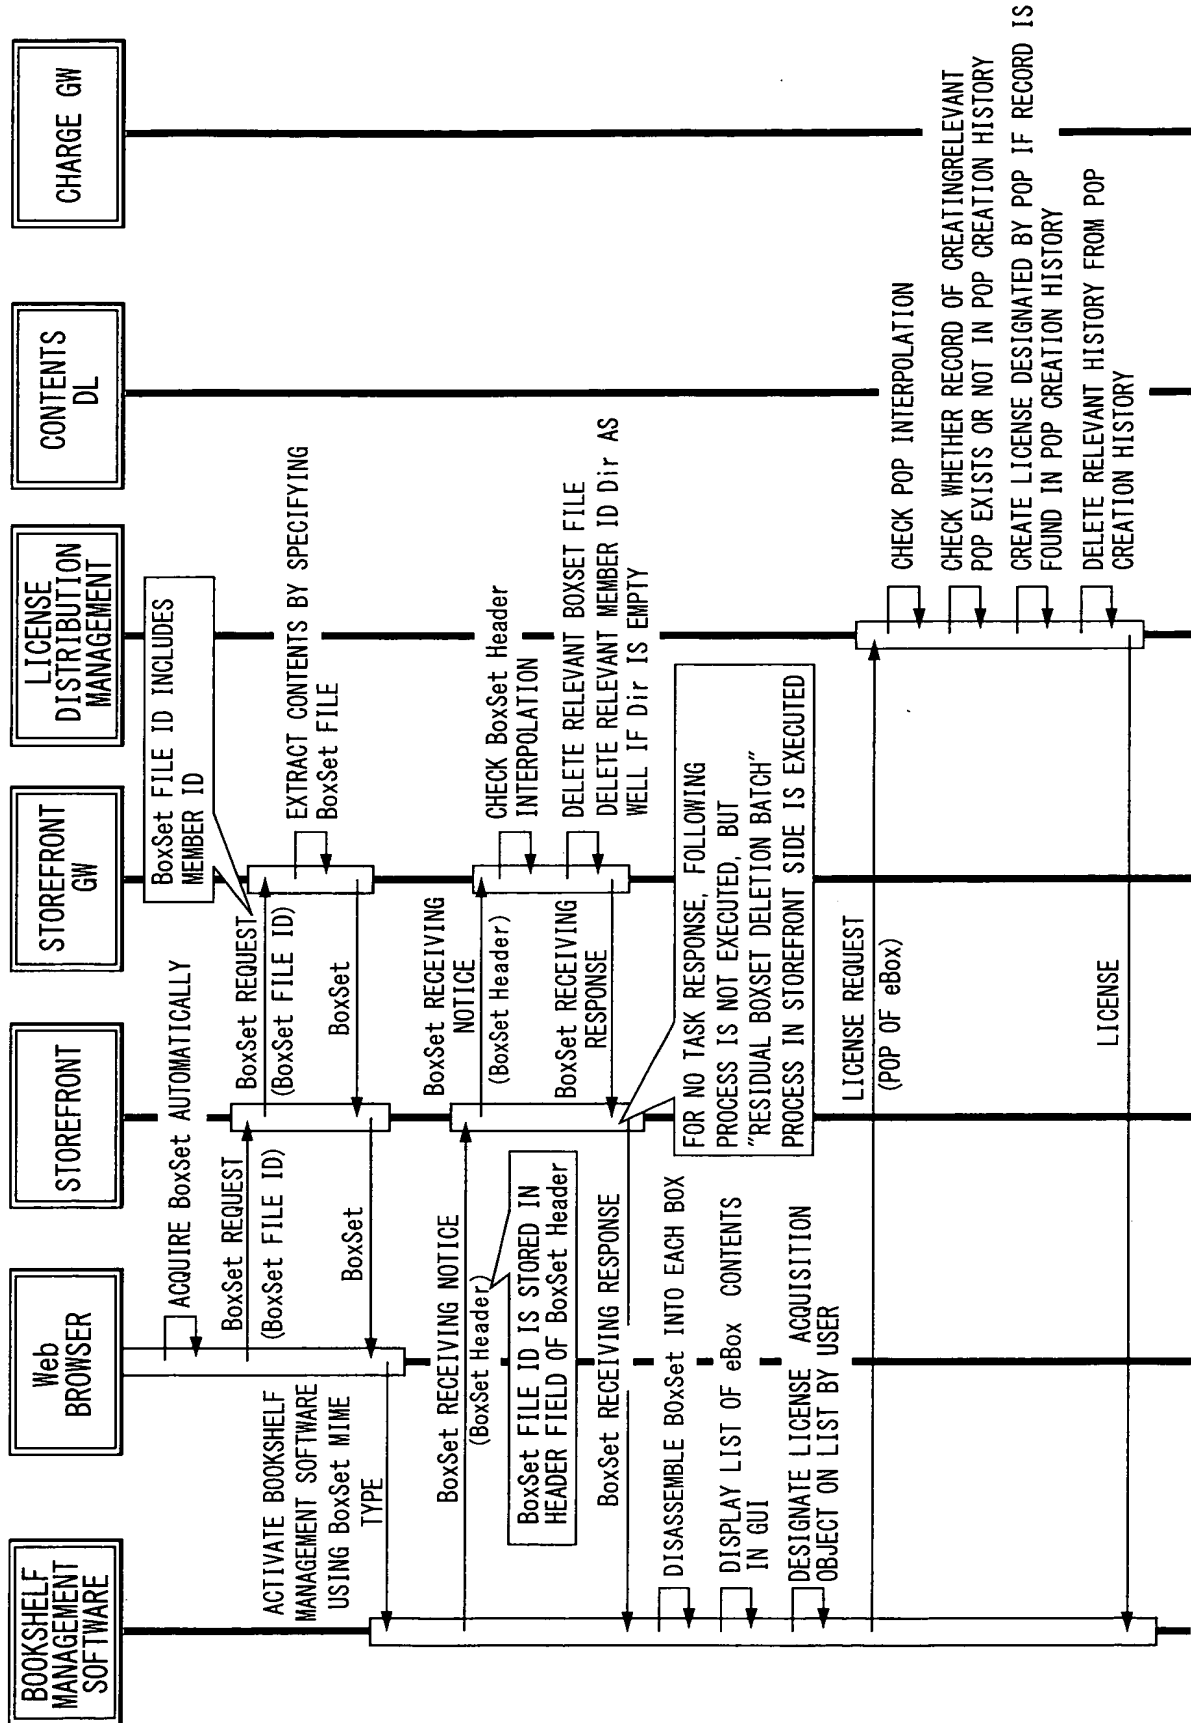 BOOKSHELF
MANAGEMENT
SOFTWARE
Web
BROWSER
STOREFRONT
STOREFRONT
GW
LICENSE
DISTRIBUTION
MANAGEMENT
CONTENTS
DL
CHARGE GW
ACQUIRE BoxSet AUTOMATICALLY
BoxSet REQUEST
(BoxSet FILE ID)
BoxSet REQUEST
(BoxSet FILE ID)
BoxSet FILE ID INCLUDES
MEMBER ID
EXTRACT CONTENTS BY SPECIFYING
BoxSet FILE
BoxSet
BoxSet
ACTIVATE BOOKSHELF
MANAGEMENT SOFTWARE
USING BoxSet MIME
TYPE
BoxSet RECEIVING NOTICE
(BoxSet Header)
BoxSet FILE ID IS STORED IN
HEADER FIELD OF BoxSet Header
BoxSet RECEIVING
NOTICE
(BoxSet Header)
CHECK BoxSet Header
INTERPOLATION
DELETE RELEVANT BOXSET FILE
DELETE RELEVANT MEMBER ID Dir AS
WELL IF Dir IS EMPTY
BoxSet RECEIVING
RESPONSE
BoxSet RECEIVING RESPONSE
FOR NO TASK RESPONSE, FOLLOWING
PROCESS IS NOT EXECUTED, BUT
"RESIDUAL BOXSET DELETION BATCH"
PROCESS IN STOREFRONT SIDE IS EXECUTED
DISASSEMBLE BOxSet INTO EACH BOX
DISPLAY LIST OF eBox CONTENTS
IN GUI
DESIGNATE LICENSE ACQUISITION
OBJECT ON LIST BY USER
LICENSE REQUEST
(POP OF eBox)
CHECK POP INTERPOLATION
CHECK WHETHER RECORD OF CREATINGRELEVANT
POP EXISTS OR NOT IN POP CREATION HISTORY
CREATE LICENSE DESIGNATED BY POP IF RECORD IS
FOUND IN POP CREATION HISTORY
DELETE RELEVANT HISTORY FROM POP
CREATION HISTORY
LICENSE